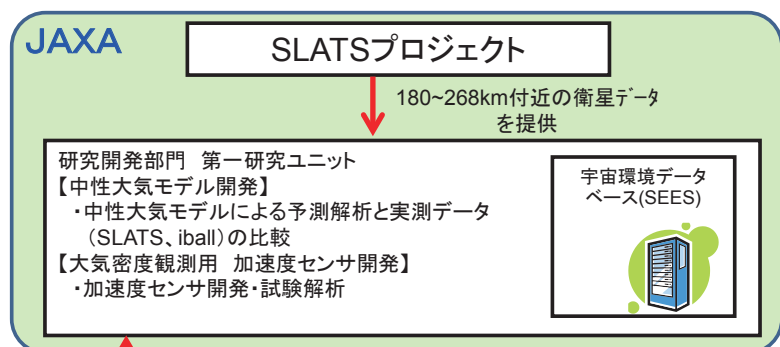 JAXA
SLATSプロジェクト
180~268km付近の衛星ﾃﾞｰﾀ
を提供
研究開発部門 第一研究ユニット
【中性大気モデル開発】
・中性大気モデルによる予測解析と実測データ
（SLATS、iball）の比較
【大気密度観測用 加速度センサ開発】
・加速度センサ開発・試験解析
宇宙環境データ
ベース(SEES)